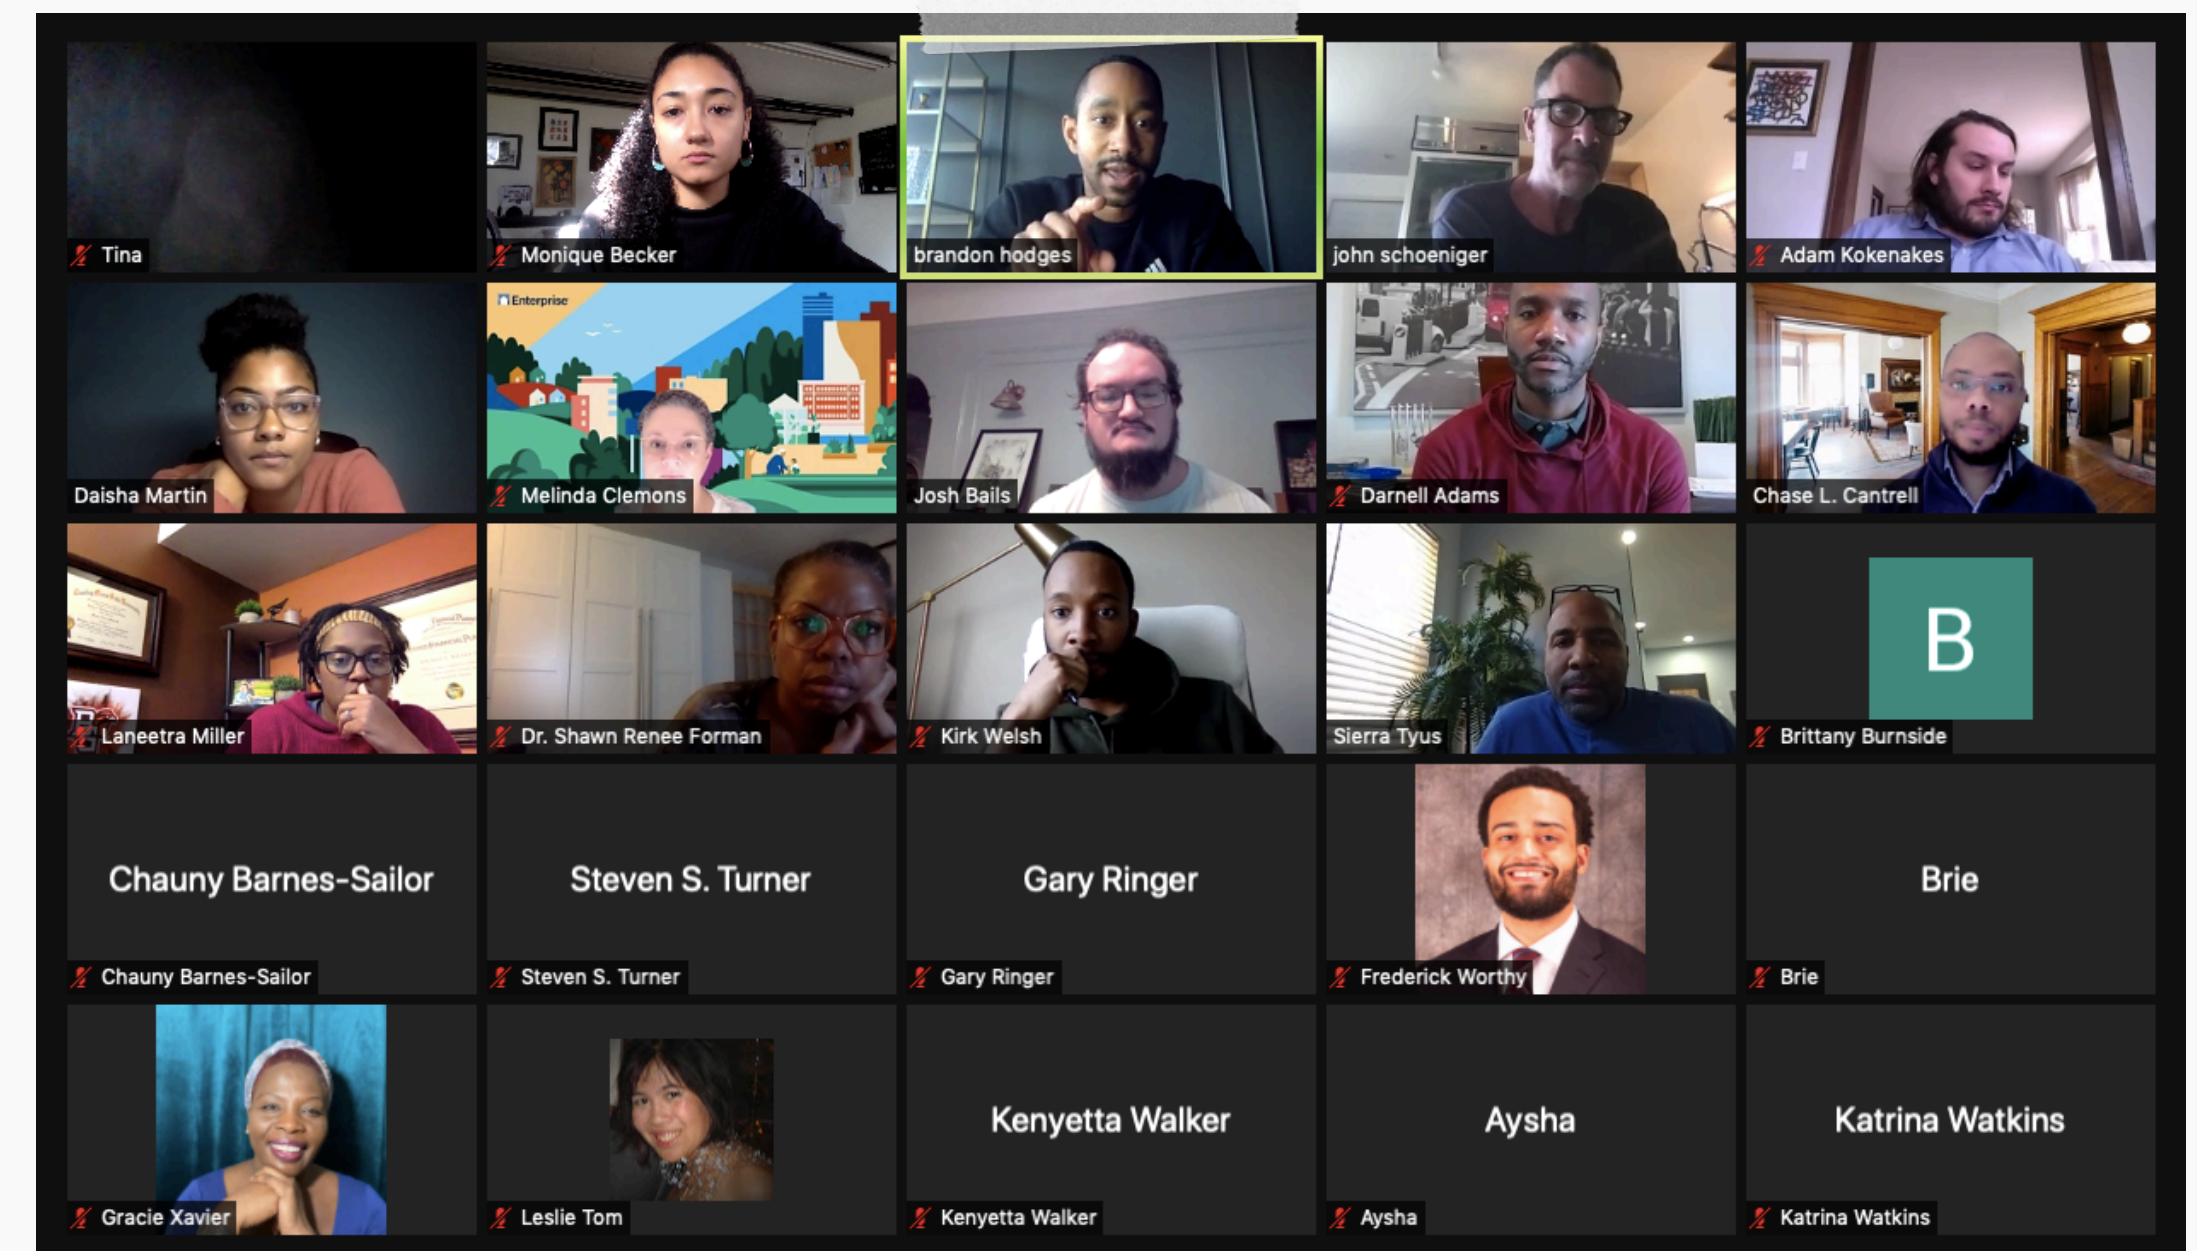 Tina
Monique Becker
brandon hodges
john schoeniger
Adam Kokenakes
Enterprise
Daisha Martin
Melinda Clemons
Josh Bails
Darnell Adams
Chase L. Cantrell
Laneetra Miller
Dr. Shawn Renee Forman
Kirk Welsh
Sierra Tyus
B
Brittany Burnside
Chauny Barnes-Sailor
Steven S. Turner
Gary Ringer
Brie
Chauny Barnes-Sailor
Steven S. Turner
Gary Ringer
Frederick Worthy
Brie
Kenyetta Walker
Aysha
Katrina Watkins
Gracie Xavier
Leslie Tom
Kenyetta Walker
Aysha
Katrina Watkins